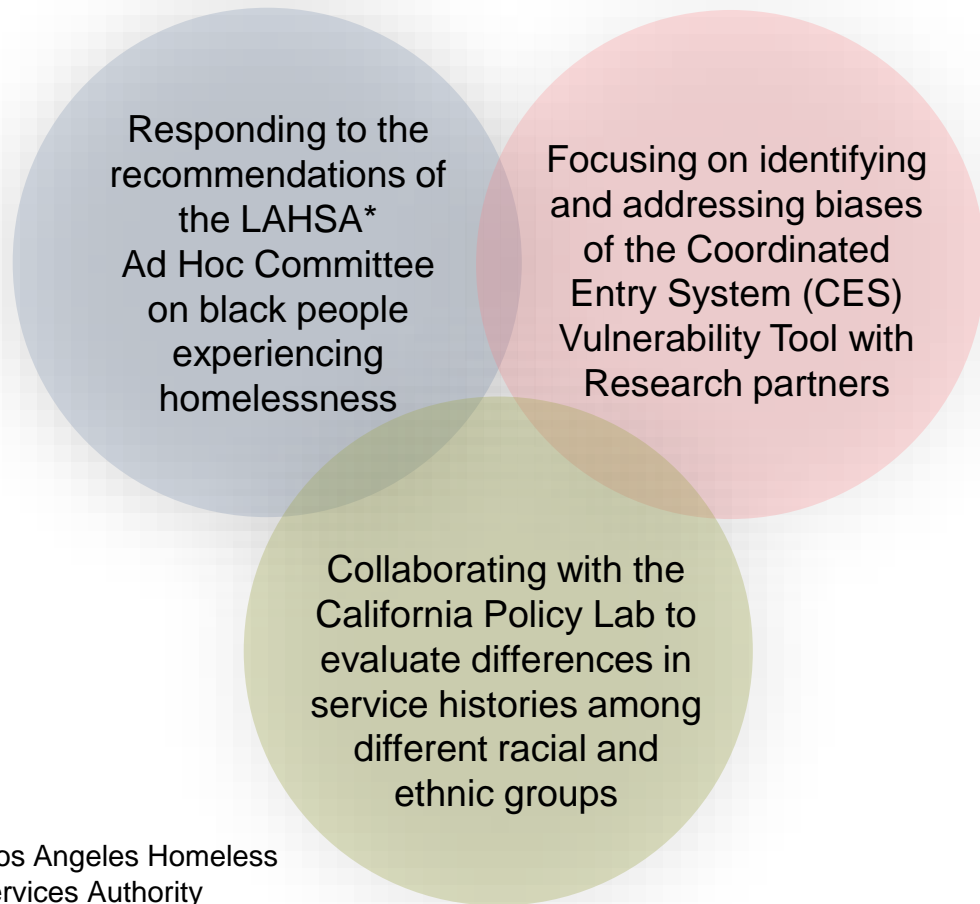 Responding to the
recommendations of
the LAHSA*
Ad Hoc Committee
on black people
experiencing
homelessness
Focusing on identifying
and addressing biases
of the Coordinated
Entry System (CES)
Vulnerability Tool with
Research partners
Collaborating with the
California Policy Lab to
evaluate differences in
service histories among
different racial and
ethnic groups
os Angeles Homeless
ervices Authority